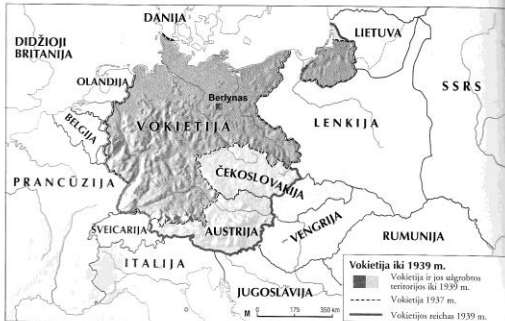 DANIJA
LIETUVA
DIDŽIOJI
BRITANIJA
OLANDIJA
SSRS
Berlynas
BELGIJA
VOKIETIJA
LENKIJA
PRANCŪZIJA
ČEKOSLOVAKIJA
ŠVEICARIJA
AUSTRIJA
VENGRIJA
RUMUNIJA
ITALIJA
JUGOSLAVIJA
M 0 175 350 km
Vokietija iki 1939 m.
Vokietija ir jos užgrobtos
teritorijos iki 1939 m.
Vokietija 1937 m.
Vokietijos reichas 1939 m.